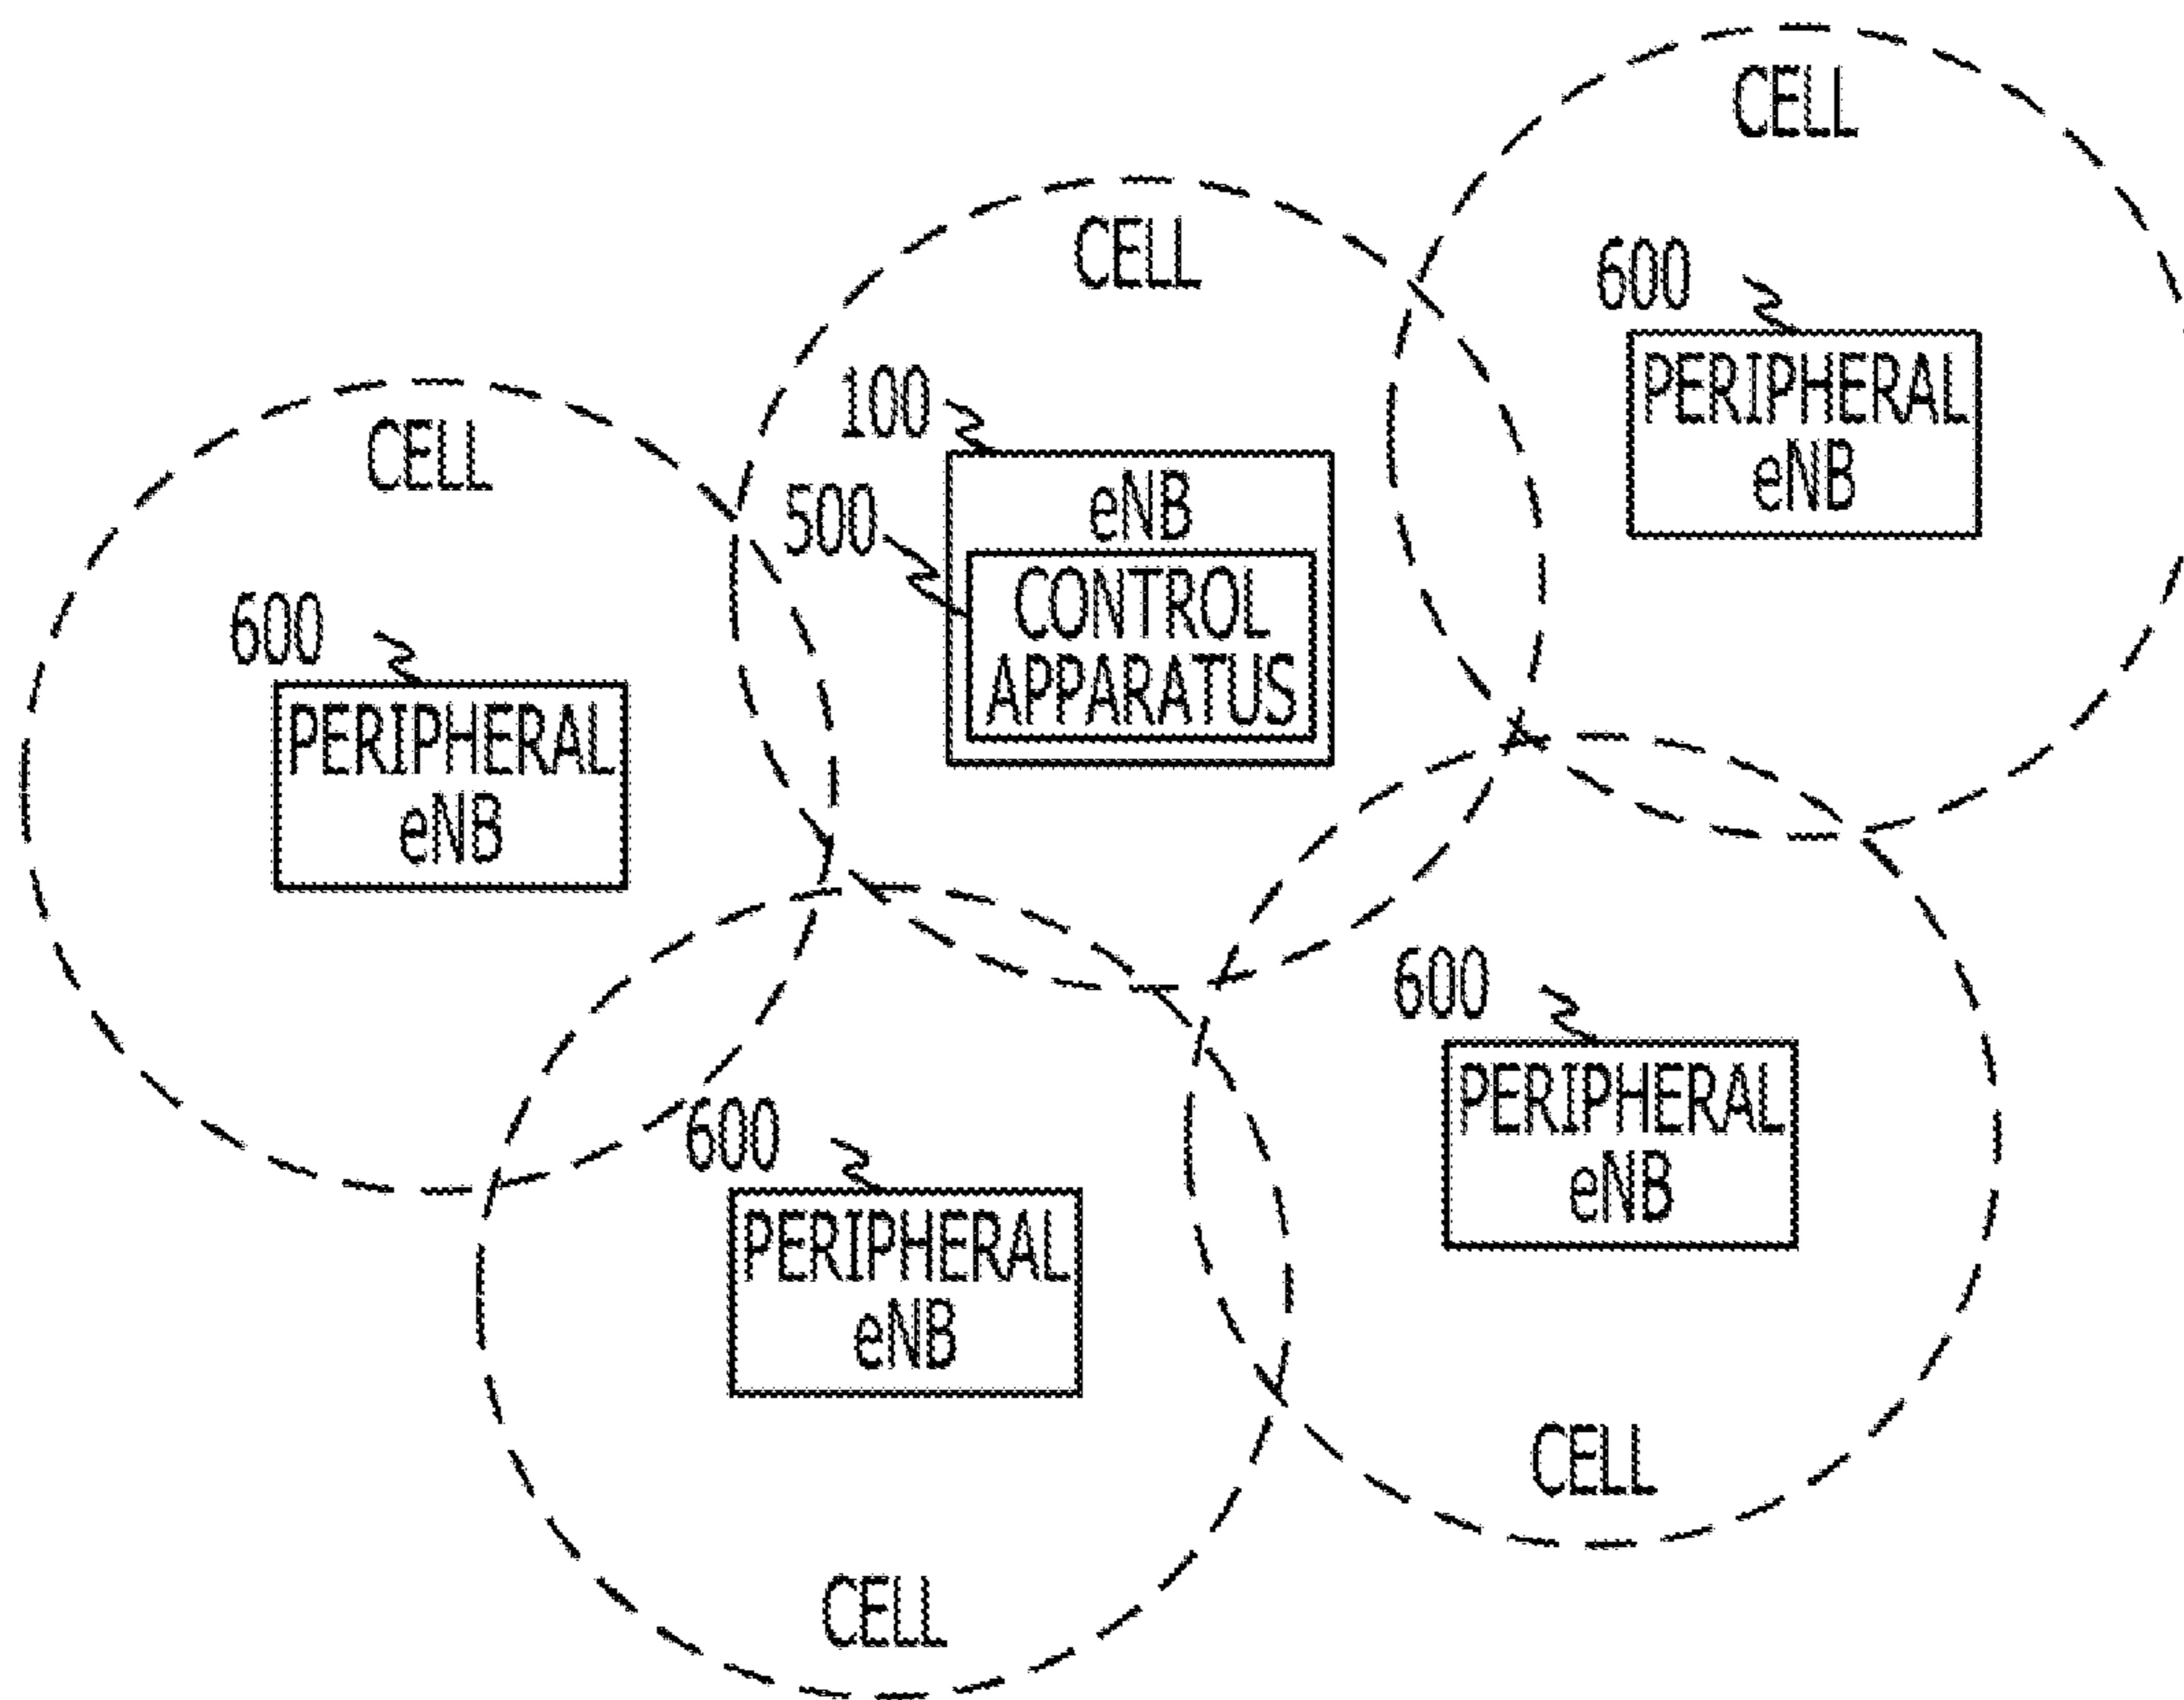 CELL
600
PERIPHERAL
eNB
CELL
100
eNB
500
CONTROL
APPARATUS
CELL
600
PERIPHERAL
eNB
600
PERIPHERAL
eNB
CELL
600
PERIPHERAL
eNB
CELL